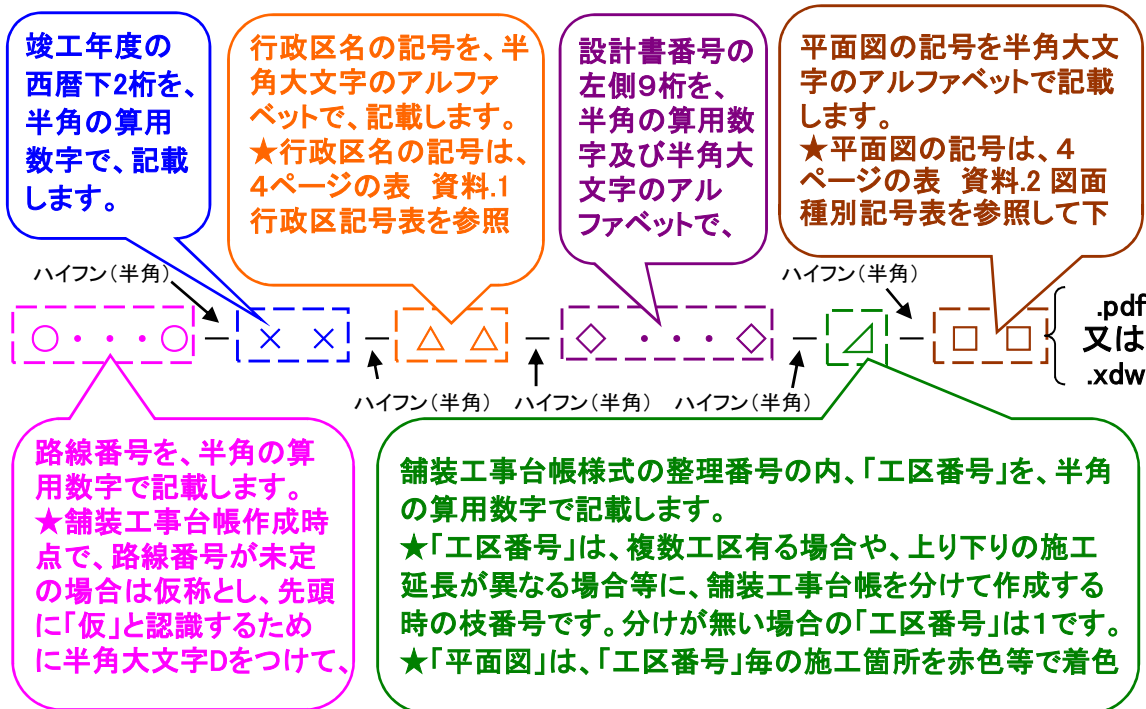 竣工年度の
西暦下2桁を、
半角の算用
数字で、記載
します。
行政区名の記号を、半
角大文字のアルファ
ベットで、記載します。
★行政区名の記号は、
4ページの表 資料.1
行政区記号表を参照
設計書番号の
左側9桁を、
半角の算用数
字及び半角大
文字のアル
ファベットで、
平面図の記号を半角大文
字のアルファベットで記載
します。
★平面図の記号は、4
ページの表 資料.2 図面
種別記号表を参照して下
ハイフン(半角)
ハイフン(半角)
○・・・○-××-△△-◇・・・◇-◿-□□
.pdf
又は
.xdw
ハイフン(半角) ハイフン(半角) ハイフン(半角)
路線番号を、半角の算
用数字で記載します。
★舗装工事台帳作成時
点で、路線番号が未定
の場合は仮称とし、先頭
に「仮」と認識するため
に半角大文字Dをつけて、
舗装工事台帳様式の整理番号の内、「工区番号」を、半角
の算用数字で記載します。
★「工区番号」は、複数工区有る場合や、上り下りの施工
延長が異なる場合等に、舗装工事台帳を分けて作成する
時の枝番号です。分けが無い場合の「工区番号」は1です。
★「平面図」は、「工区番号」毎の施工箇所を赤色等で着色